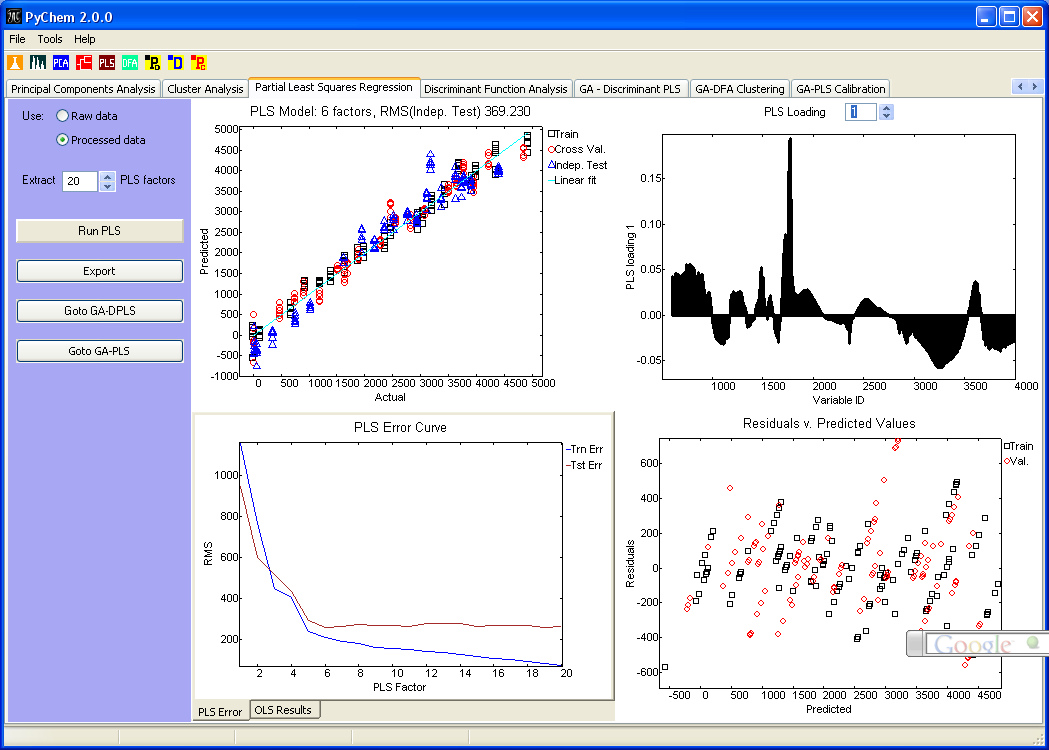 PyChem 2.0.0
File Tools Help
PCA PLS DFA P D P
Principal Components Analysis Cluster Analysis Partial Least Squares Regression Discriminant Function Analysis GA - Discriminant PLS GA-DFA Clustering GA-PLS Calibration
Use: Raw data
Processed data
Extract 20 PLS factors
Run PLS
Export
Goto GA-DPLS
Goto GA-PLS
PLS Model: 6 factors, RMS(Indep. Test) 369.230
5000
4500
4000
3500
3000
2500
2000
1500
1000
500
0
-500
-1000
Predicted
0 500 1000 1500 2000 2500 3000 3500 4000 4500 5000
Actual
Train
Cross Val.
Indep. Test
Linear fit
PLS Loading 1
0.15
0.10
0.05
0.00
-0.05
PLS loading 1
1000 1500 2000 2500 3000 3500 4000
Variable ID
PLS Error Curve
1000
800
600
400
200
RMS
2 4 6 8 10 12 14 16 18 20
PLS Factor
Trn Err
Tst Err
PLS Error OLS Results
Residuals v. Predicted Values
600
400
200
0
-200
-400
-600
Residuals
-500 0 500 1000 1500 2000 2500 3000 3500 4000 4500
Predicted
Train
Val.
Google